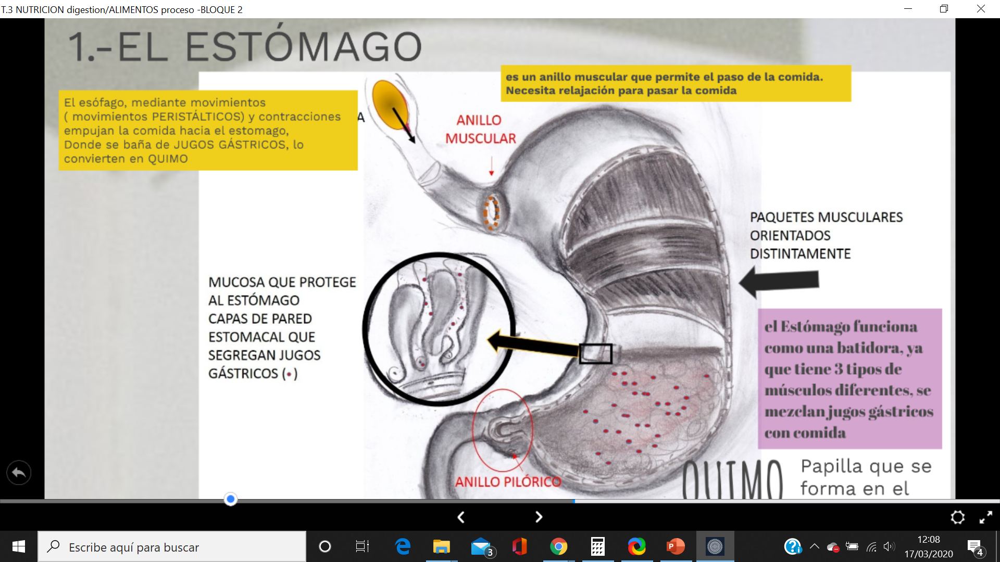 T.3 NUTRICION digestion/ALIMENTOS proceso -BLOQUE 2
1.-EL ESTÓMAGO
es un anillo muscular que permite el paso de la comida.
Necesita relajación para pasar la comida
El esófago, mediante movimientos
( movimientos PERISTÁLTICOS) y contracciones
empujan la comida hacia el estomago,
Donde se baña de JUGOS GÁSTRICOS, lo
convierten en QUIMO
A
ANILLO
MUSCULAR
PAQUETES MUSCULARES
ORIENTADOS
DISTINTAMENTE
MUCOSA QUE PROTEGE
AL ESTÓMAGO
CAPAS DE PARED
ESTOMACAL QUE
SEGREGAN JUGOS
GÁSTRICOS (•)
el Estómago funciona
como una batidora, ya
que tiene 3 tipos de
músculos diferentes, se
mezclan jugos gástricos
con comida
ANILLO PILÓRICO
QUIMO
Papilla que se
forma en el
Escribe aquí para buscar
3
P
12:08
17/03/2020
4